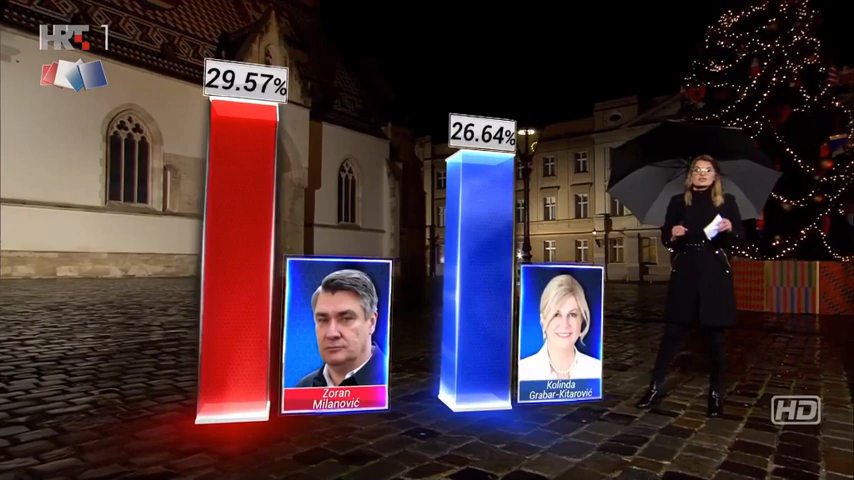 HRT 1
29.57%
26.64%
Zoran
Milanović
Kolinda
Grabar-Kitarović
HD